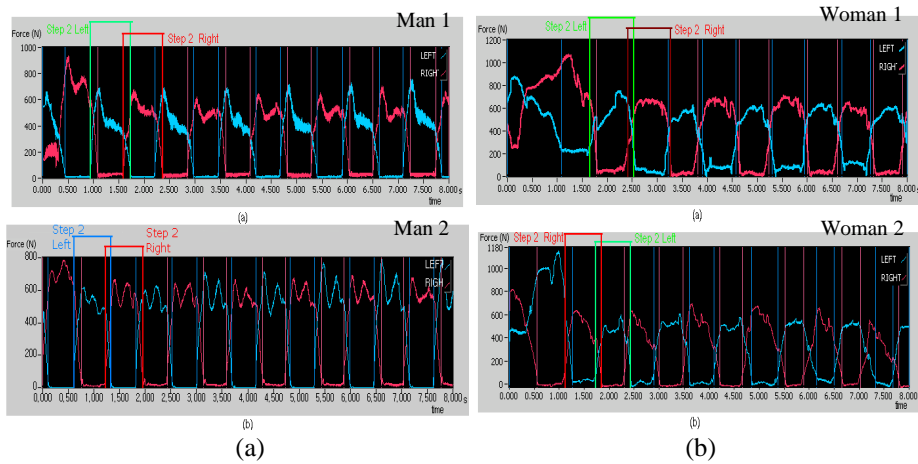 Man 1
Step 2 Left
Step 2 Right
Force (N)
LEFT
RIGHT
1000
800
600
400
200
0
0,000 0,500 1,000 1,500 2,000 2,500 3,000 3,500 4,000 4,500 5,000 5,500 6,000 6,500 7,000 7,500 8,000 s
time
(a)
Woman 1
Step 2 Left
Step 2 Right
Force (N)
LEFT
RIGHT
1200
1000
800
600
400
200
0
0.000 0.500 1.000 1.500 2.000 2.500 3.000 3.500 4.000 4.500 5.000 5.500 6.000 6.500 7.000 7.500 8.000 s
time
(a)
Man 2
Step 2
Left
Step 2
Right
Force (N)
LEFT
RIGH
800
600
400
200
0
0,000 0,500 1,000 1,500 2,000 2,500 3,000 3,500 4,000 4,500 5,000 5,500 6,000 6,500 7,000 7,500 8,000 s
time
(b)
Woman 2
Step 2 Right
Step 2 Left
Force (N)
LEFT
RIGHT
1180
1000
800
600
400
200
0
0.000 0.500 1.000 1.500 2.000 2.500 3.000 3.500 4.000 4.500 5.000 5.500 6.000 6.500 7.000 7.500 8.000
time
(b)
(a)
(b)